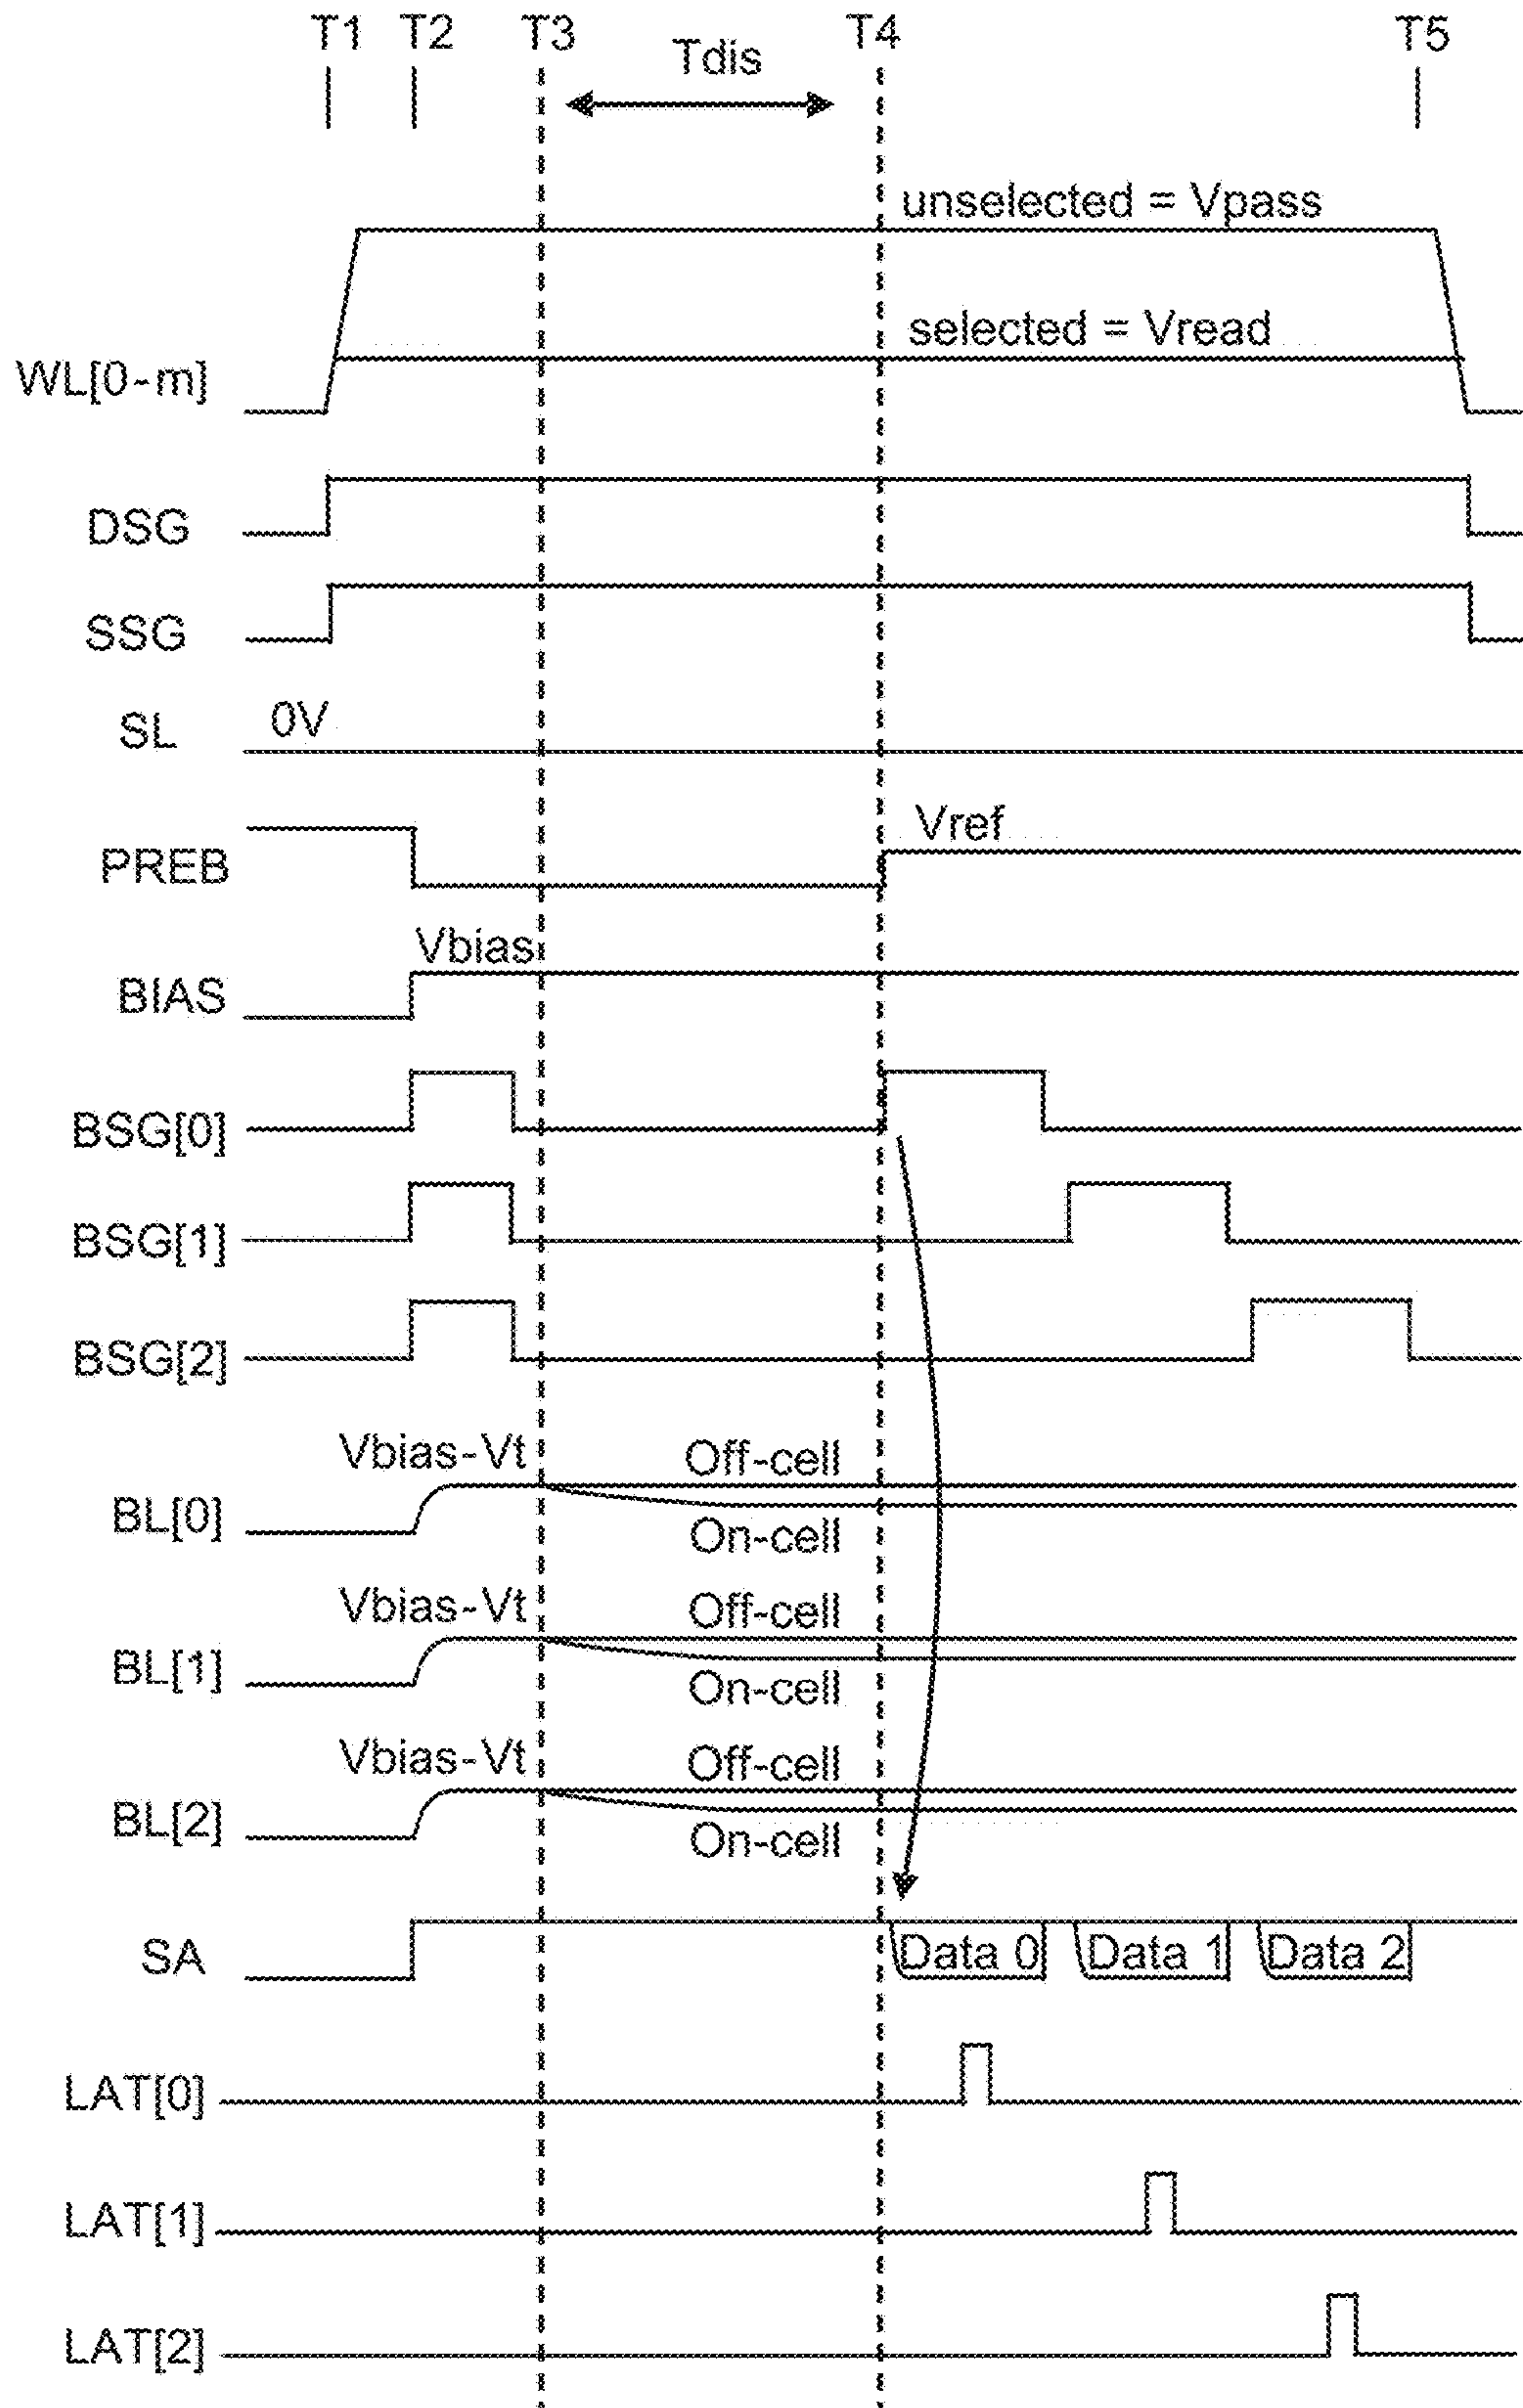 T1 T2 T3 T4 T5
Tdis
unselected = Vpass
selected = Vread
WL[0-m]
DSG
SSG
0V
SL
Vref
PREB
Vbias
BIAS
BSG[0]
BSG[1]
BSG[2]
Vbias-Vt Off-cell
BL[0]
On-cell
Vbias-Vt Off-cell
BL[1]
On-cell
Vbias-Vt Off-cell
BL[2]
On-cell
SA Data 0 Data 1 Data 2
LAT[0]
LAT[1]
LAT[2]